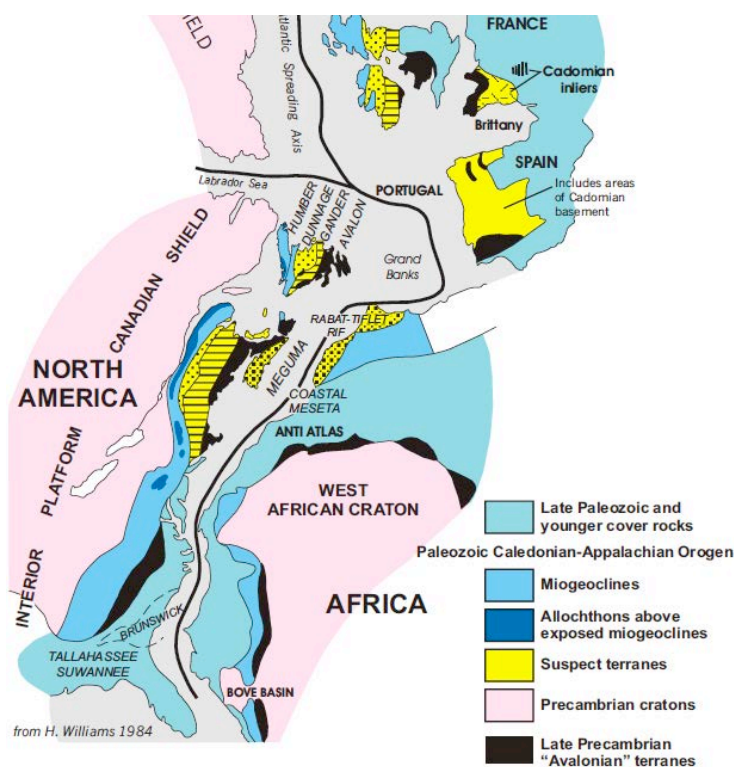 FRANCE
IELD
Atlantic Spreading Axis
Cadomian
inliers
Brittany
SPAIN
Labrador Sea
PORTUGAL
Includes areas
of Cadomian
basement
HUMBER
DUNNAGE
GANDER
AVALON
CANADIAN SHIELD
Grand
Banks
RABAT-TIFLET
RIF
NORTH
AMERICA
MEGUMA
COASTAL
MESETA
ANTI ATLAS
PLATFORM
INTERIOR
WEST
AFRICAN CRATON
AFRICA
BRUNSWICK
TALLAHASSEE
SUWANNEE
BOVE BASIN
from H. Williams 1984
Late Paleozoic and
younger cover rocks
Paleozoic Caledonian-Appalachian Orogen
Miogeoclines
Allochthons above
exposed miogeoclines
Suspect terranes
Precambrian cratons
Late Precambrian
“Avalonian” terranes